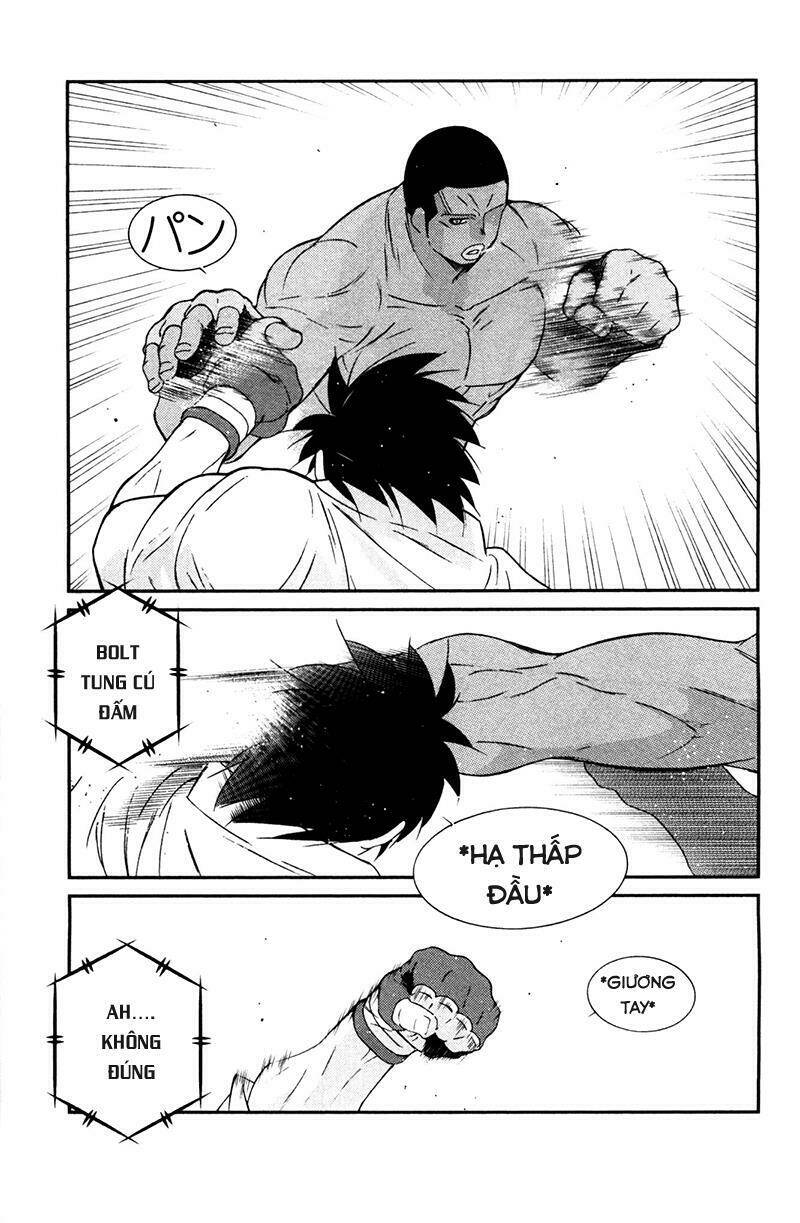 パン
BOLT
TUNG CÚ
ĐẤM
*HẠ THẤP
ĐẦU*
*GIƯƠNG
TAY*
AH....
KHÔNG
ĐÚNG